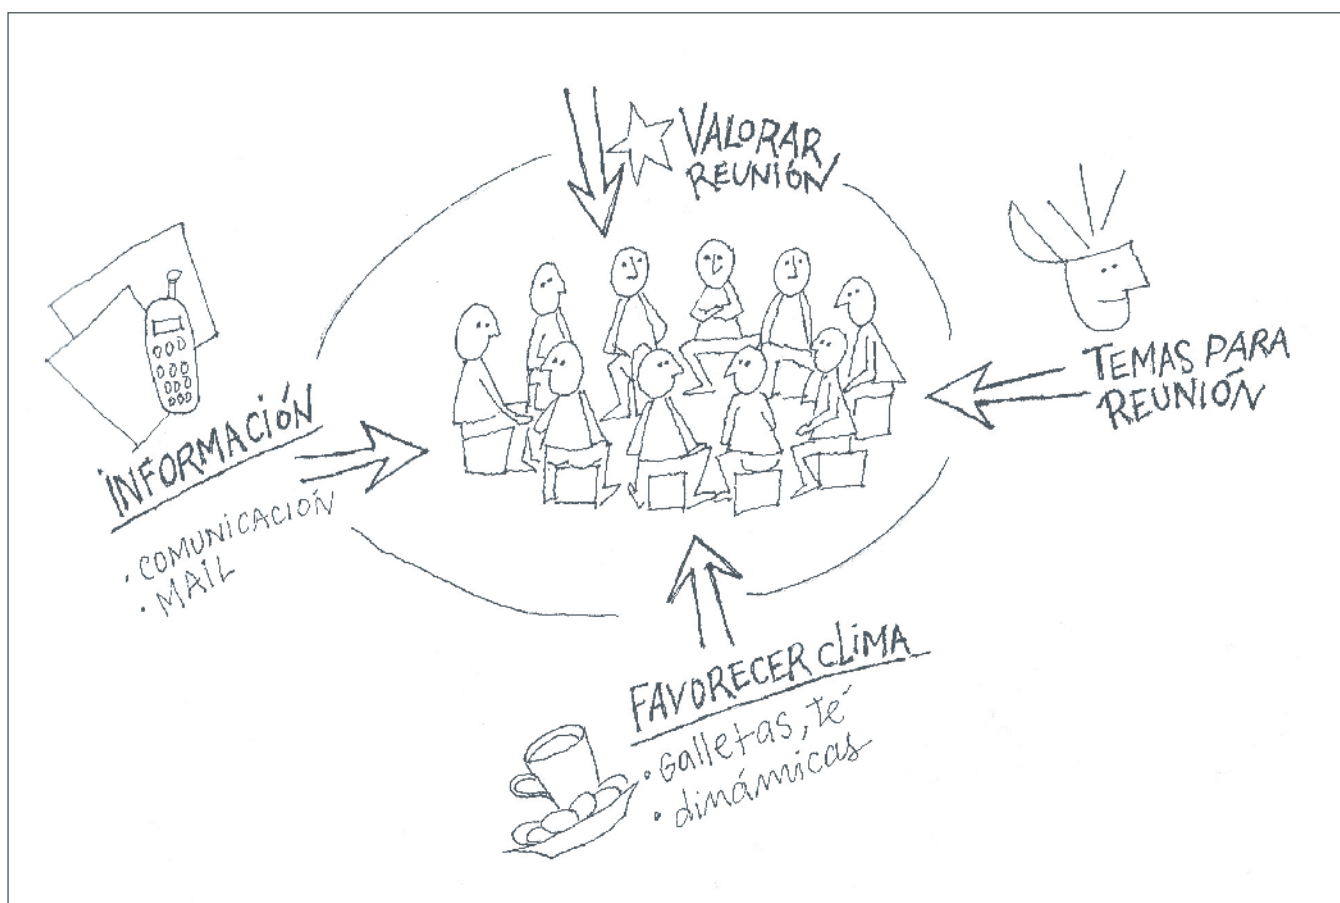 VALORAR
REUNIÓN
TEMAS PARA
REUNIÓN
INFORMACIÓN
· COMUNICACIÓN
· MAIL
FAVORECER CLIMA
· Galletas, té
· dinámicas